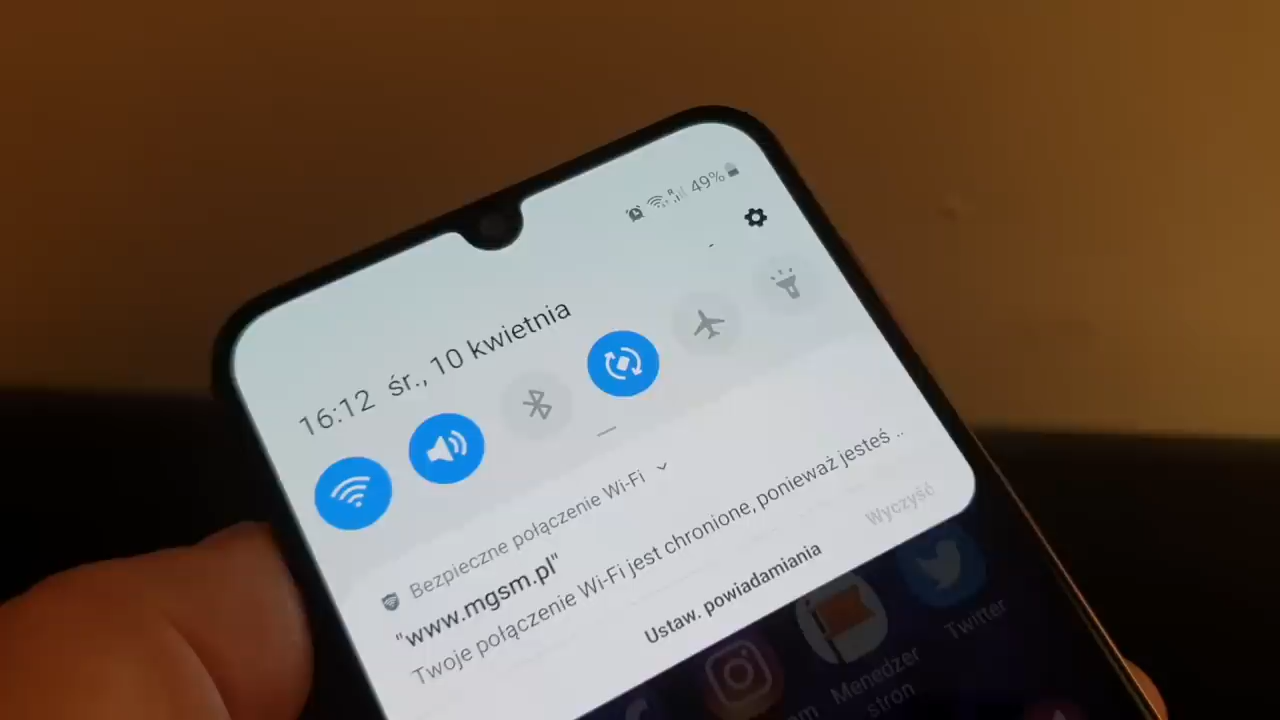 49%
16:12 śr., 10 kwietnia
Bezpieczne połączenie Wi-Fi
"www.mgsm.pl"
Twoje połączenie Wi-Fi jest chronione, ponieważ jesteś ..
Ustaw. powiadamiania
Wyczyść
am
Menedżer
stron
Twitter